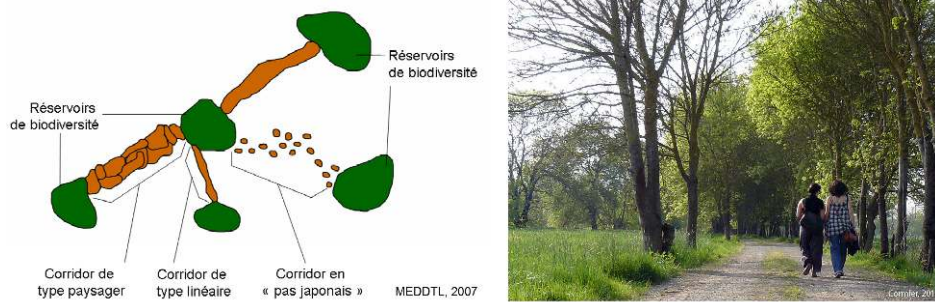 Réservoirs
de biodiversité
Réservoirs
de biodiversité
Corridor de
type paysager
Corridor de
type linéaire
Corridor en
« pas japonais »
MEDDTL, 2007